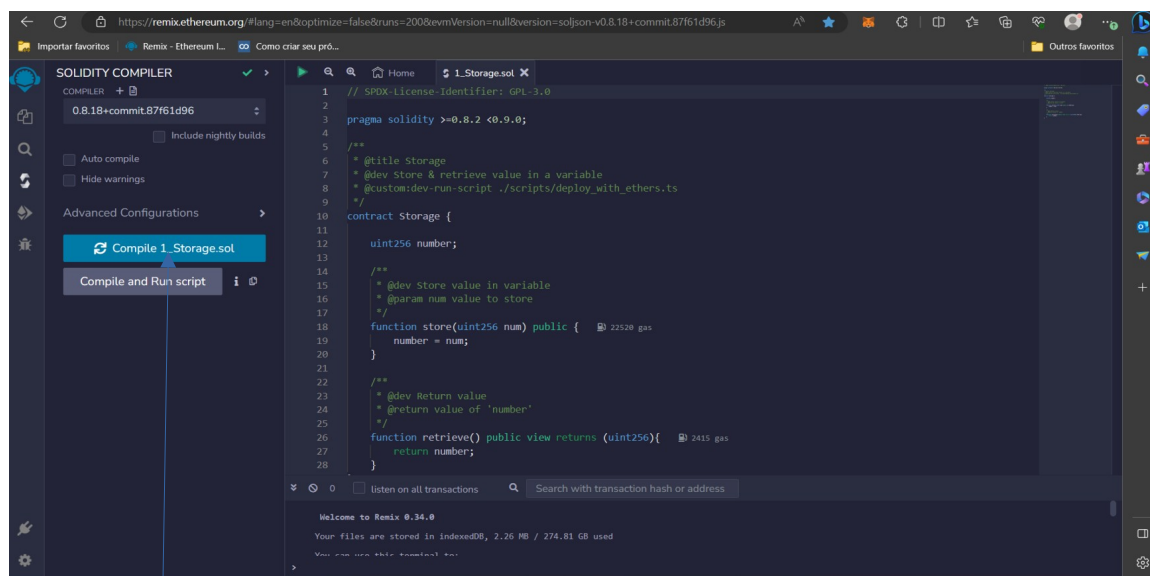 https://remix.ethereum.org/#lang=en&optimize=false&runs=200&evmVersion=null&version=soljson-v0.8.18+commit.87f61d96.js
Importar favoritos
Remix - Ethereum I...
Como criar seu pró...
Outros favoritos
SOLIDITY COMPILER
COMPILER
0.8.18+commit.87f61d96
Include nightly builds
Auto compile
Hide warnings
Advanced Configurations
Compile 1_Storage.sol
Compile and Run script
Home
1_Storage.sol
1 // SPDX-License-Identifier: GPL-3.0
2
3 pragma solidity >=0.8.2 <0.9.0;
4
5 /**
6 * @title Storage
7 * @dev Store & retrieve value in a variable
8 * @custom:dev-run-script ./scripts/deploy_with_ethers.ts
9 */
10 contract Storage {
11
12 uint256 number;
13
14 /**
15 * @dev Store value in variable
16 * @param num value to store
17 */
18 function store(uint256 num) public { 22520 gas
19 number = num;
20 }
21
22 /**
23 * @dev Return value
24 * @return value of 'number'
25 */
26 function retrieve() public view returns (uint256){ 2415 gas
27 return number;
28 }
0
listen on all transactions
Search with transaction hash or address
Welcome to Remix 0.34.0
Your files are stored in indexedDB, 2.26 MB / 274.81 GB used
You can use this terminal to:
>